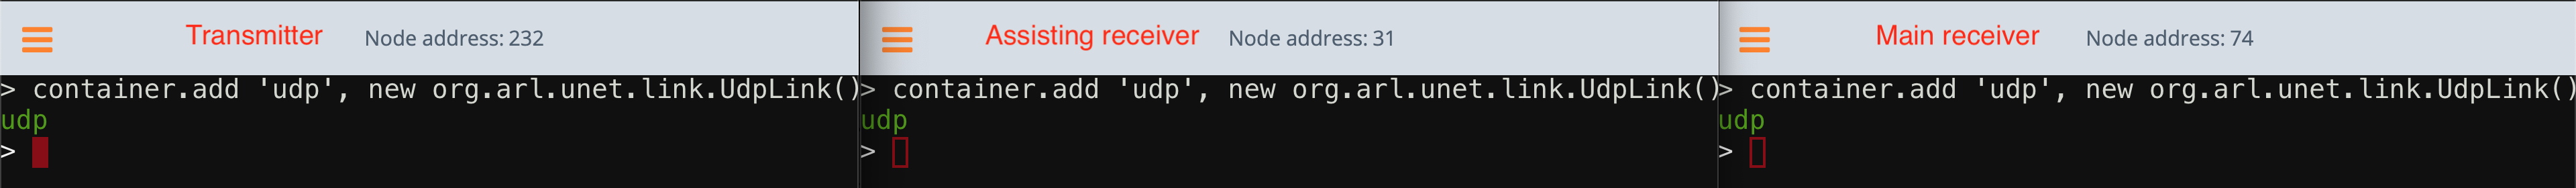 Transmitter Node address: 232
> container.add 'udp', new org.arl.unet.link.UdpLink()
udp
>
Assisting receiver Node address: 31
> container.add 'udp', new org.arl.unet.link.UdpLink()
udp
>
Main receiver Node address: 74
> container.add 'udp', new org.arl.unet.link.UdpLink()
udp
>